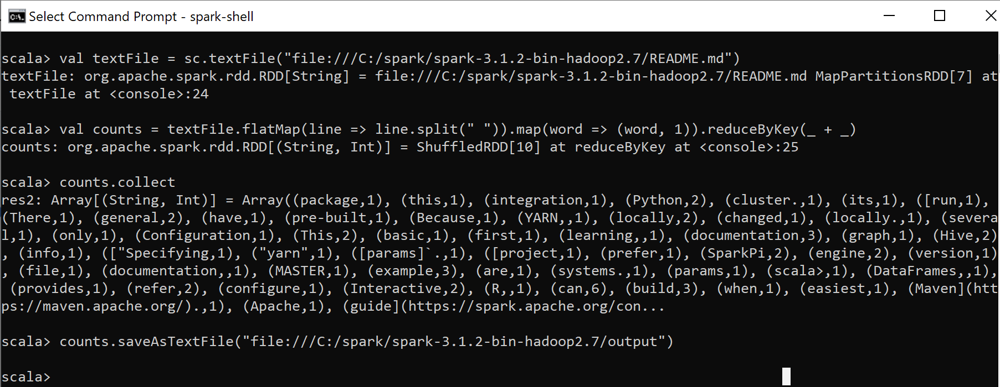 Select Command Prompt - spark-shell
scala> val textFile = sc.textFile("file:///C:/spark/spark-3.1.2-bin-hadoop2.7/README.md")
textFile: org.apache.spark.rdd.RDD[String] = file:///C:/spark/spark-3.1.2-bin-hadoop2.7/README.md MapPartitionsRDD[7] at
 textFile at <console>:24
scala> val counts = textFile.flatMap(line => line.split(" ")).map(word => (word, 1)).reduceByKey(_ + _)
counts: org.apache.spark.rdd.RDD[(String, Int)] = ShuffledRDD[10] at reduceByKey at <console>:25
scala> counts.collect
res2: Array[(String, Int)] = Array((package,1), (this,1), (integration,1), (Python,2), (cluster.,1), (its,1), ([run,1),
(There,1), (general,2), (have,1), (pre-built,1), (Because,1), (YARN,,1), (locally,2), (changed,1), (locally.,1), (severa
l,1), (only,1), (Configuration,1), (This,2), (basic,1), (first,1), (learning,,1), (documentation,3), (graph,1), (Hive,2)
, (info,1), (["Specifying,1), ("yarn",1), ([params]`.,1), ([project,1), (prefer,1), (SparkPi,2), (engine,2), (version,1)
, (file,1), (documentation,,1), (MASTER,1), (example,3), (are,1), (systems.,1), (params,1), (scala>,1), (DataFrames,,1),
 (provides,1), (refer,2), (configure,1), (Interactive,2), (R,,1), (can,6), (build,3), (when,1), (easiest,1), (Maven](htt
ps://maven.apache.org/).,1), (Apache,1), (guide](https://spark.apache.org/con...
scala> counts.saveAsTextFile("file:///C:/spark/spark-3.1.2-bin-hadoop2.7/output")
scala>